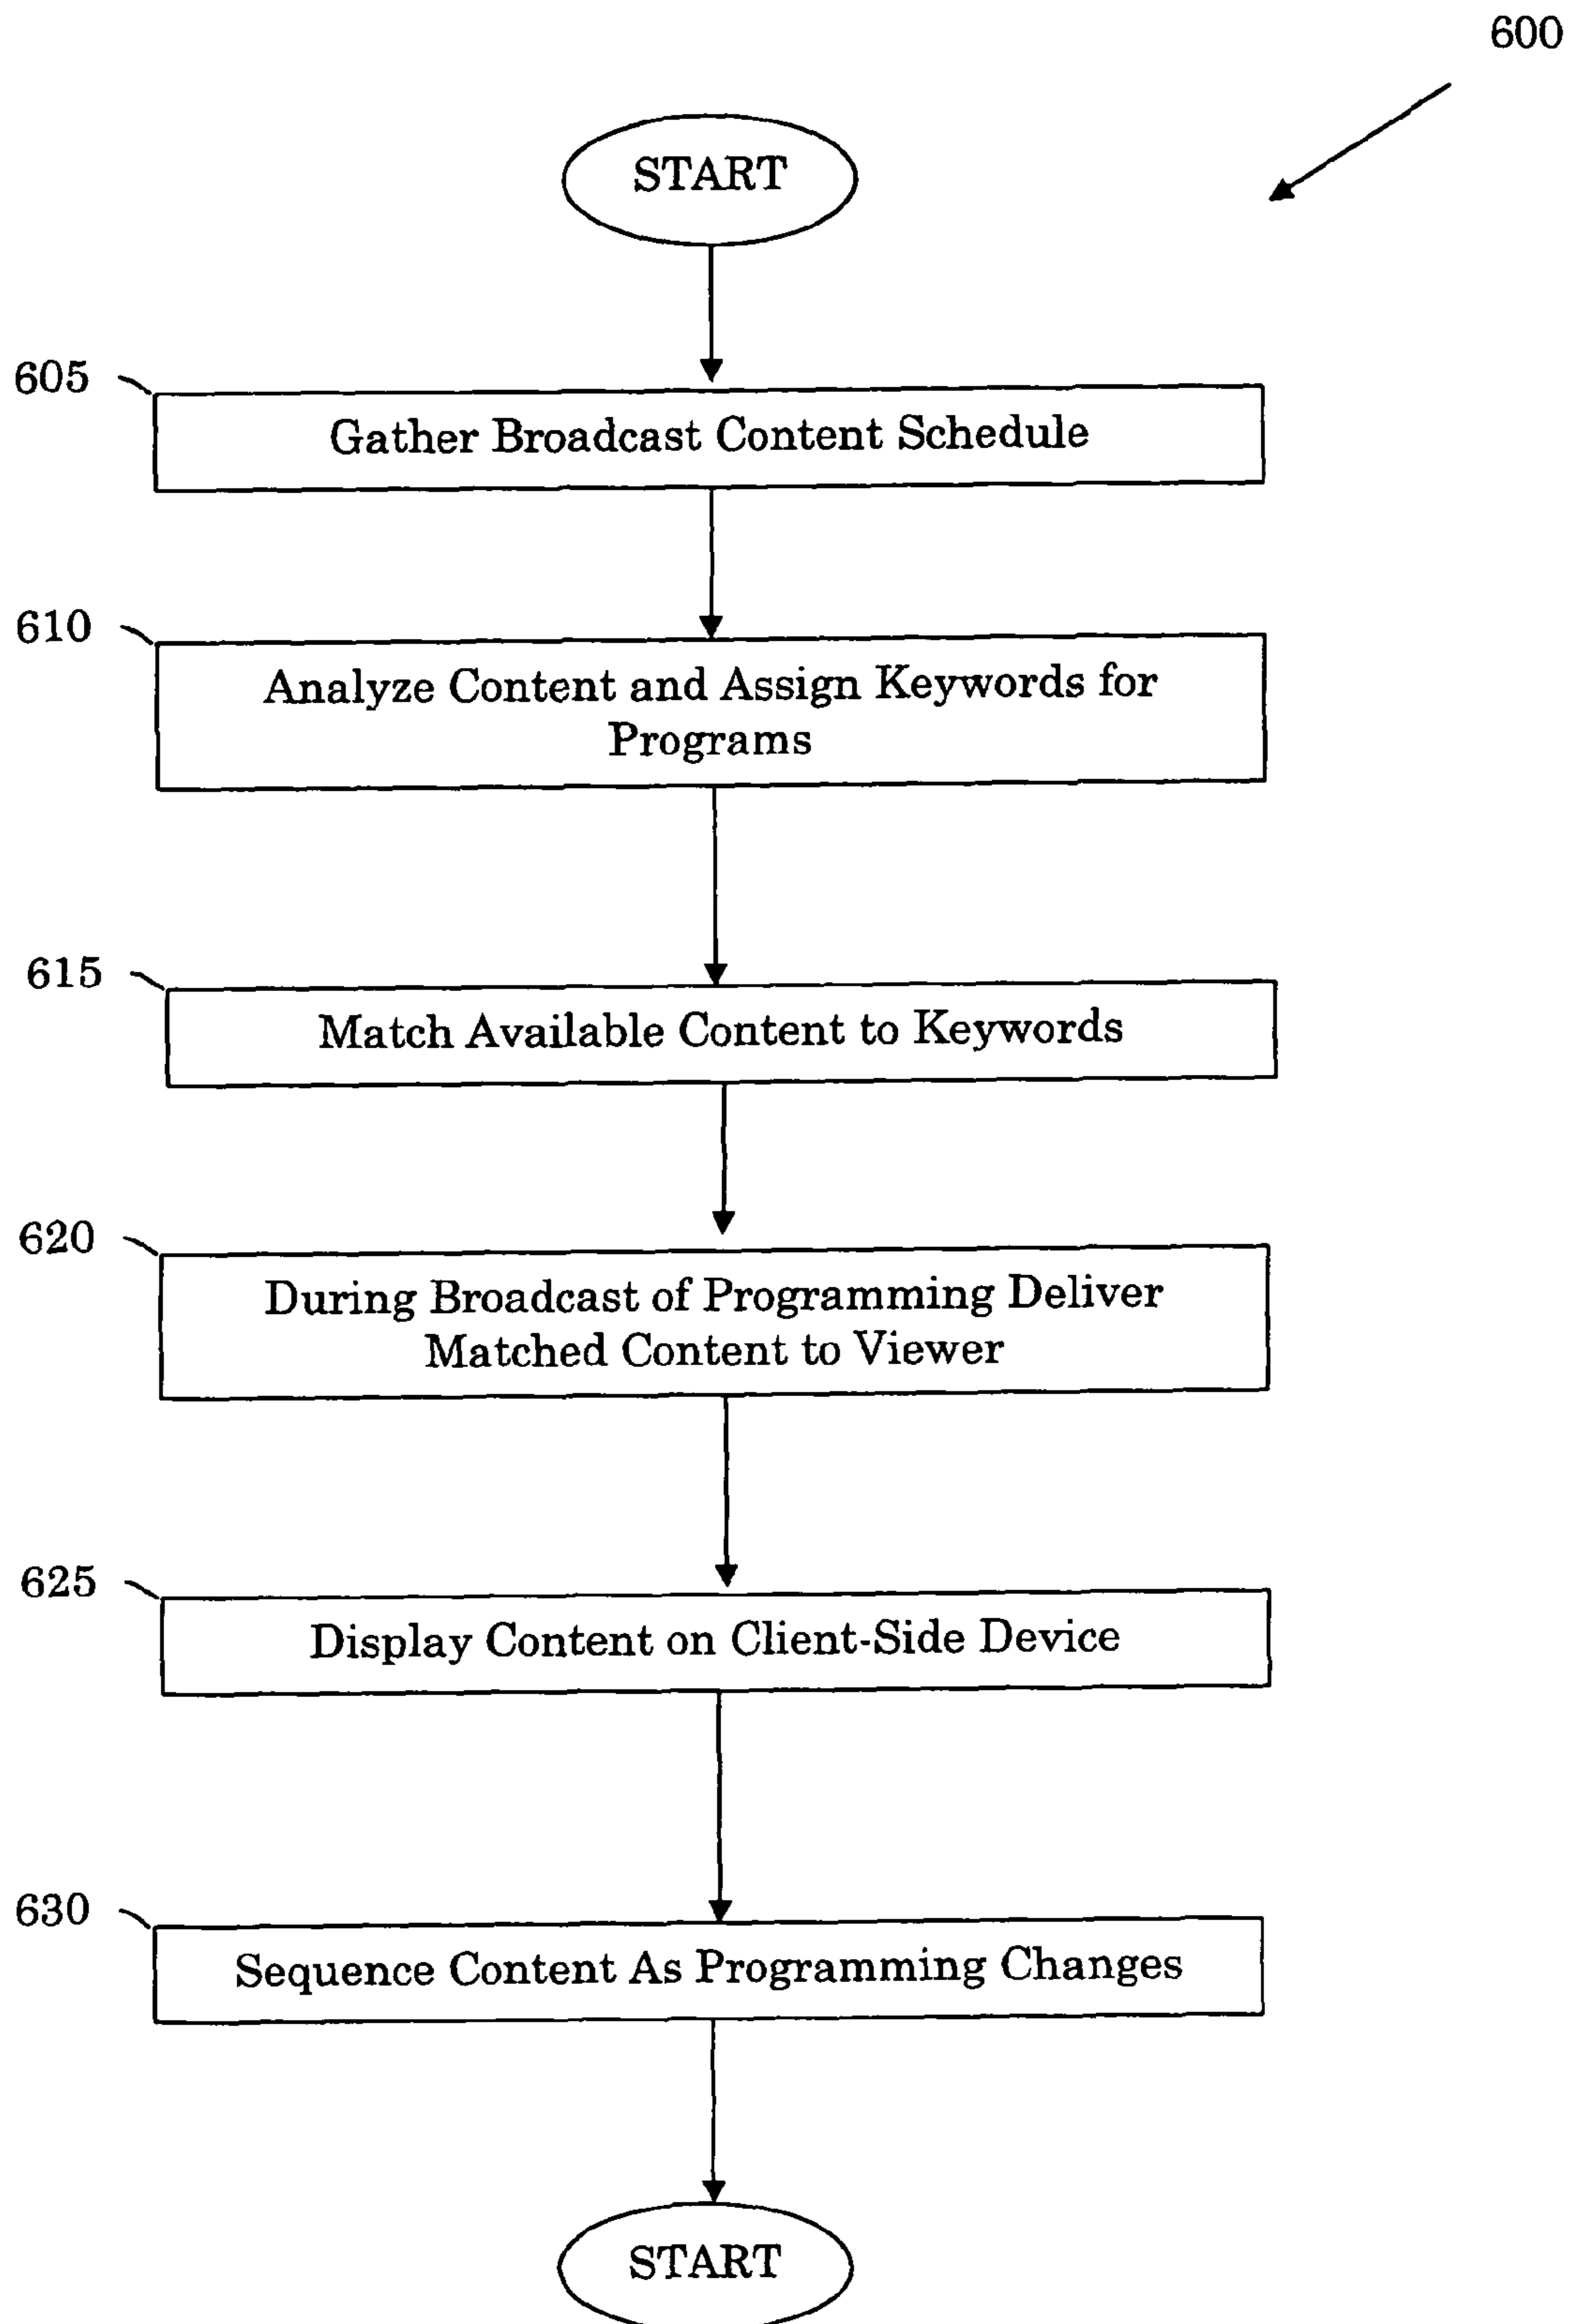 600
START
605
Gather Broadcast Content Schedule
610
Analyze Content and Assign Keywords for
Programs
615
Match Available Content to Keywords
620
During Broadcast of Programming Deliver
Matched Content to Viewer
625
Display Content on Client-Side Device
630
Sequence Content As Programming Changes
START